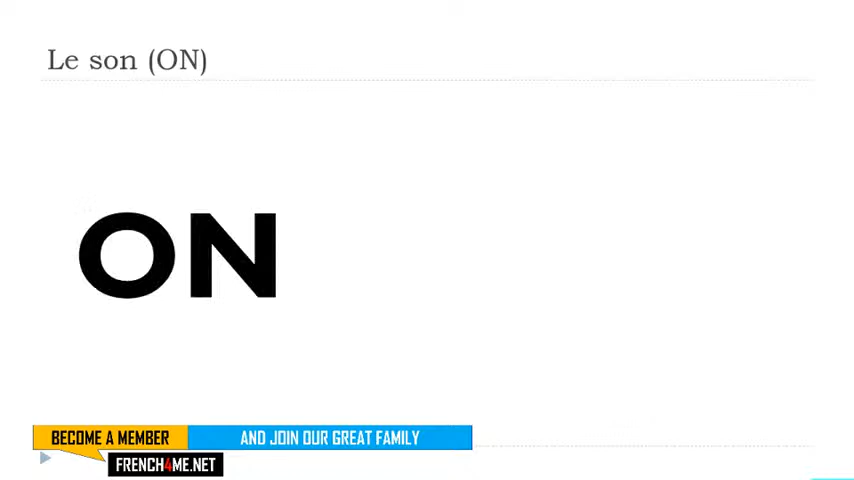 Le son (ON)
ON
BECOME A MEMBER
AND JOIN OUR GREAT FAMILY
FRENCH4ME.NET